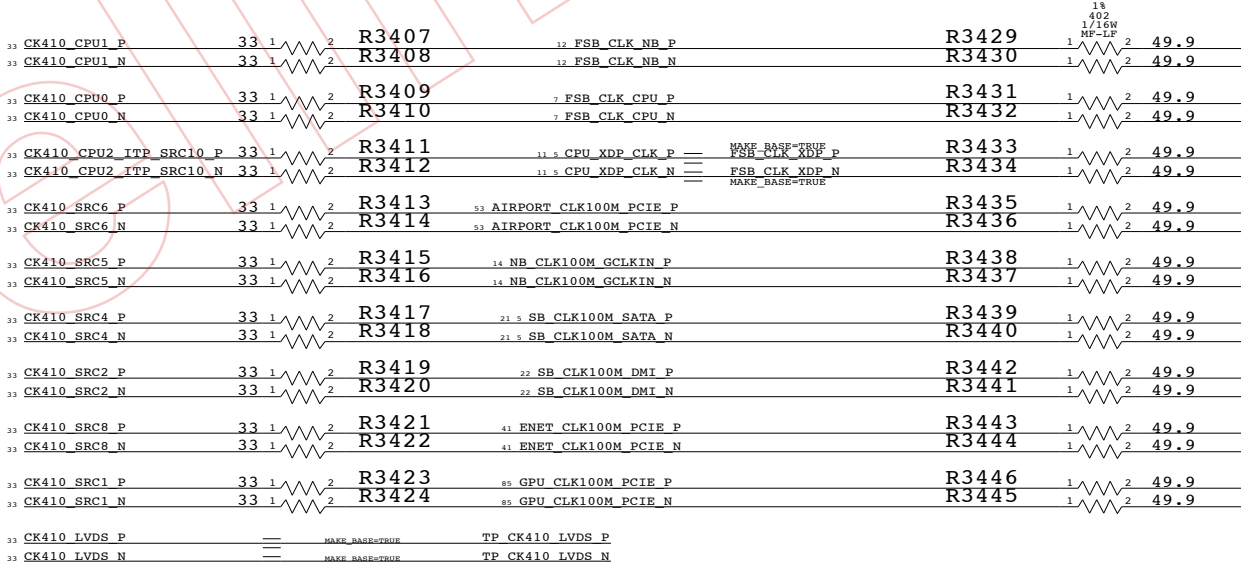 1%
402
1/16W
MF-LF
33 CK410_CPU1_P 33 1 2 R3407 12 FSB_CLK_NB_P R3429 1 2 49.9
33 CK410_CPU1_N 33 1 2 R3408 12 FSB_CLK_NB_N R3430 1 2 49.9
33 CK410_CPU0_P 33 1 2 R3409 7 FSB_CLK_CPU_P R3431 1 2 49.9
33 CK410_CPU0_N 33 1 2 R3410 7 FSB_CLK_CPU_N R3432 1 2 49.9
MAKE_BASE=TRUE
33 CK410_CPU2_ITP_SRC10_P 33 1 2 R3411 11 5 CPU_XDP_CLK_P FSB_CLK_XDP_P R3433 1 2 49.9
33 CK410_CPU2_ITP_SRC10_N 33 1 2 R3412 11 5 CPU_XDP_CLK_N FSB_CLK_XDP_N R3434 1 2 49.9
MAKE_BASE=TRUE
33 CK410_SRC6_P 33 1 2 R3413 53 AIRPORT_CLK100M_PCIE_P R3435 1 2 49.9
33 CK410_SRC6_N 33 1 2 R3414 53 AIRPORT_CLK100M_PCIE_N R3436 1 2 49.9
33 CK410_SRC5_P 33 1 2 R3415 14 NB_CLK100M_GCLKIN_P R3438 1 2 49.9
33 CK410_SRC5_N 33 1 2 R3416 14 NB_CLK100M_GCLKIN_N R3437 1 2 49.9
33 CK410_SRC4_P 33 1 2 R3417 21 5 SB_CLK100M_SATA_P R3439 1 2 49.9
33 CK410_SRC4_N 33 1 2 R3418 21 5 SB_CLK100M_SATA_N R3440 1 2 49.9
33 CK410_SRC2_P 33 1 2 R3419 22 SB_CLK100M_DMI_P R3442 1 2 49.9
33 CK410_SRC2_N 33 1 2 R3420 22 SB_CLK100M_DMI_N R3441 1 2 49.9
33 CK410_SRC8_P 33 1 2 R3421 41 ENET_CLK100M_PCIE_P R3443 1 2 49.9
33 CK410_SRC8_N 33 1 2 R3422 41 ENET_CLK100M_PCIE_N R3444 1 2 49.9
33 CK410_SRC1_P 33 1 2 R3423 85 GPU_CLK100M_PCIE_P R3446 1 2 49.9
33 CK410_SRC1_N 33 1 2 R3424 85 GPU_CLK100M_PCIE_N R3445 1 2 49.9
33 CK410_LVDS_P MAKE_BASE=TRUE TP_CK410_LVDS_P
33 CK410_LVDS_N MAKE_BASE=TRUE TP_CK410_LVDS_N